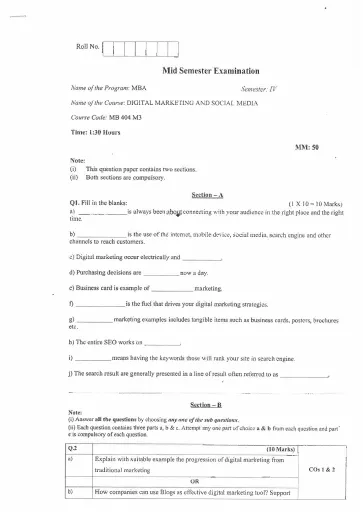 Roll No.
Mid Semester Examination
Name of the Program: MBA Semester: IV
Name of the Course: DIGITAL MARKETING AND SOCIAL MEDIA
Course Code: MB 404 M3
Time: 1:30 Hours
MM: 50
Note:
(i) This question paper contains two sections.
(ii) Both sections are compulsory.
Section – A
Q1. Fill in the blanks: (1 X 10 = 10 Marks)
a) ___________ is always been about connecting with your audience in the right place and the right
time.
b) ___________ is the use of the internet, mobile device, social media, search engine and other
channels to reach customers.
c) Digital marketing occur electrically and ________.
d) Purchasing decisions are ________ now a day.
e) Business card is example of __________ marketing.
f) ___________ is the fuel that drives your digital marketing strategies.
g) ________ marketing examples includes tangible items such as business cards, posters, brochures
etc.
h) The entire SEO works on ________.
i) ________ means having the keywords those will rank your site in search engine.
j) The search result are generally presented in a line of result often referred to as __________.
Section – B
Note:
(i) Answer all the questions by choosing any one of the sub questions.
(ii) Each question contains three parts a, b & c. Attempt any one part of choice a & b from each question and part
c is compulsory of each question.
Q.2 (10 Marks)
a) Explain with suitable example the progression of digital marketing from
traditional marketing COs 1 & 2
OR
b) How companies can use Blogs as effective digital marketing tool? Support